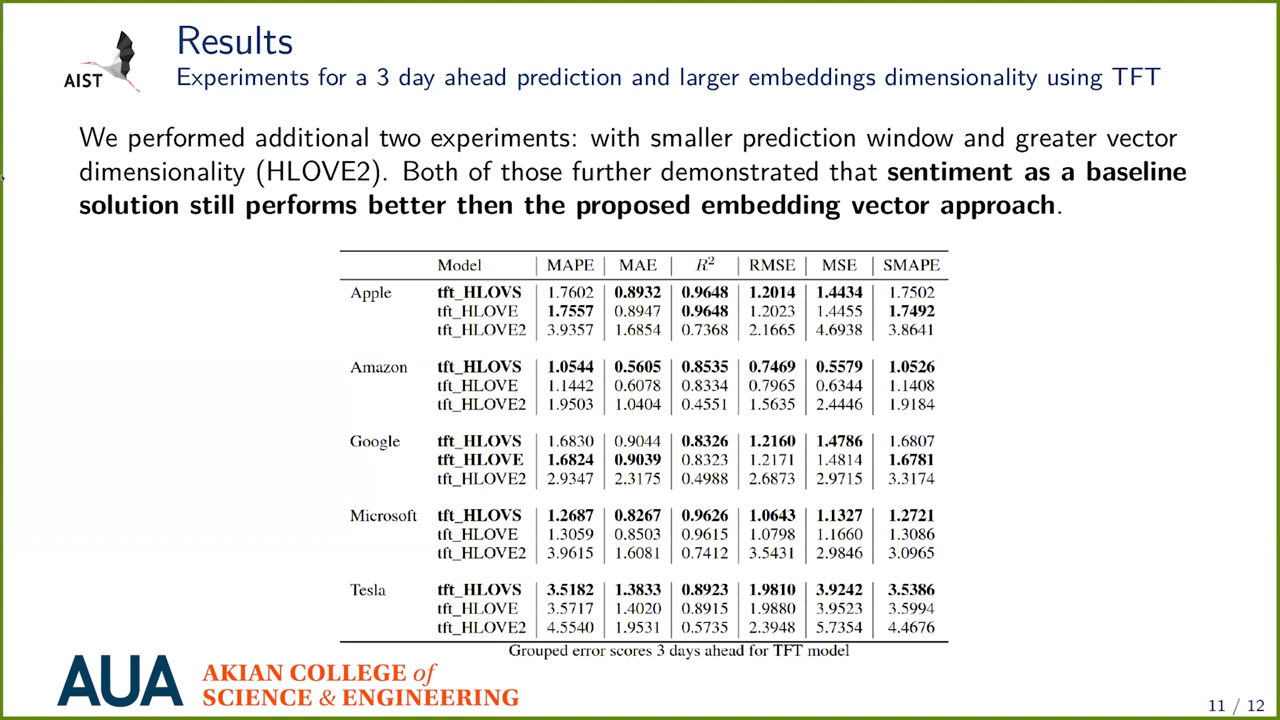 AIST
Results
Experiments for a 3 day ahead prediction and larger embeddings dimensionality using TFT
We performed additional two experiments: with smaller prediction window and greater vector
dimensionality (HLOVE2). Both of those further demonstrated that sentiment as a baseline
solution still performs better then the proposed embedding vector approach.
Model MAPE MAE R² RMSE MSE SMAPE
Apple tft_HLOVS 1.7602 0.8932 0.9648 1.2014 1.4434 1.7502
tft_HLOVE 1.7557 0.8947 0.9648 1.2023 1.4455 1.7492
tft_HLOVE2 3.9357 1.6854 0.7368 2.1665 4.6938 3.8641
Amazon tft_HLOVS 1.0544 0.5605 0.8535 0.7469 0.5579 1.0526
tft_HLOVE 1.1442 0.6078 0.8334 0.7965 0.6344 1.1408
tft_HLOVE2 1.9503 1.0404 0.4551 1.5635 2.4446 1.9184
Google tft_HLOVS 1.6830 0.9044 0.8326 1.2160 1.4786 1.6807
tft_HLOVE 1.6824 0.9039 0.8323 1.2171 1.4814 1.6781
tft_HLOVE2 2.9347 2.3175 0.4988 2.6873 2.9715 3.3174
Microsoft tft_HLOVS 1.2687 0.8267 0.9626 1.0643 1.1327 1.2721
tft_HLOVE 1.3059 0.8503 0.9615 1.0798 1.1660 1.3086
tft_HLOVE2 3.9615 1.6081 0.7412 3.5431 2.9846 3.0965
Tesla tft_HLOVS 3.5182 1.3833 0.8923 1.9810 3.9242 3.5386
tft_HLOVE 3.5717 1.4020 0.8915 1.9880 3.9523 3.5994
tft_HLOVE2 4.5540 1.9531 0.5735 2.3948 5.7354 4.4676
Grouped error scores 3 days ahead for TFT model
AUA
AKIAN COLLEGE of
SCIENCE & ENGINEERING
11 / 12